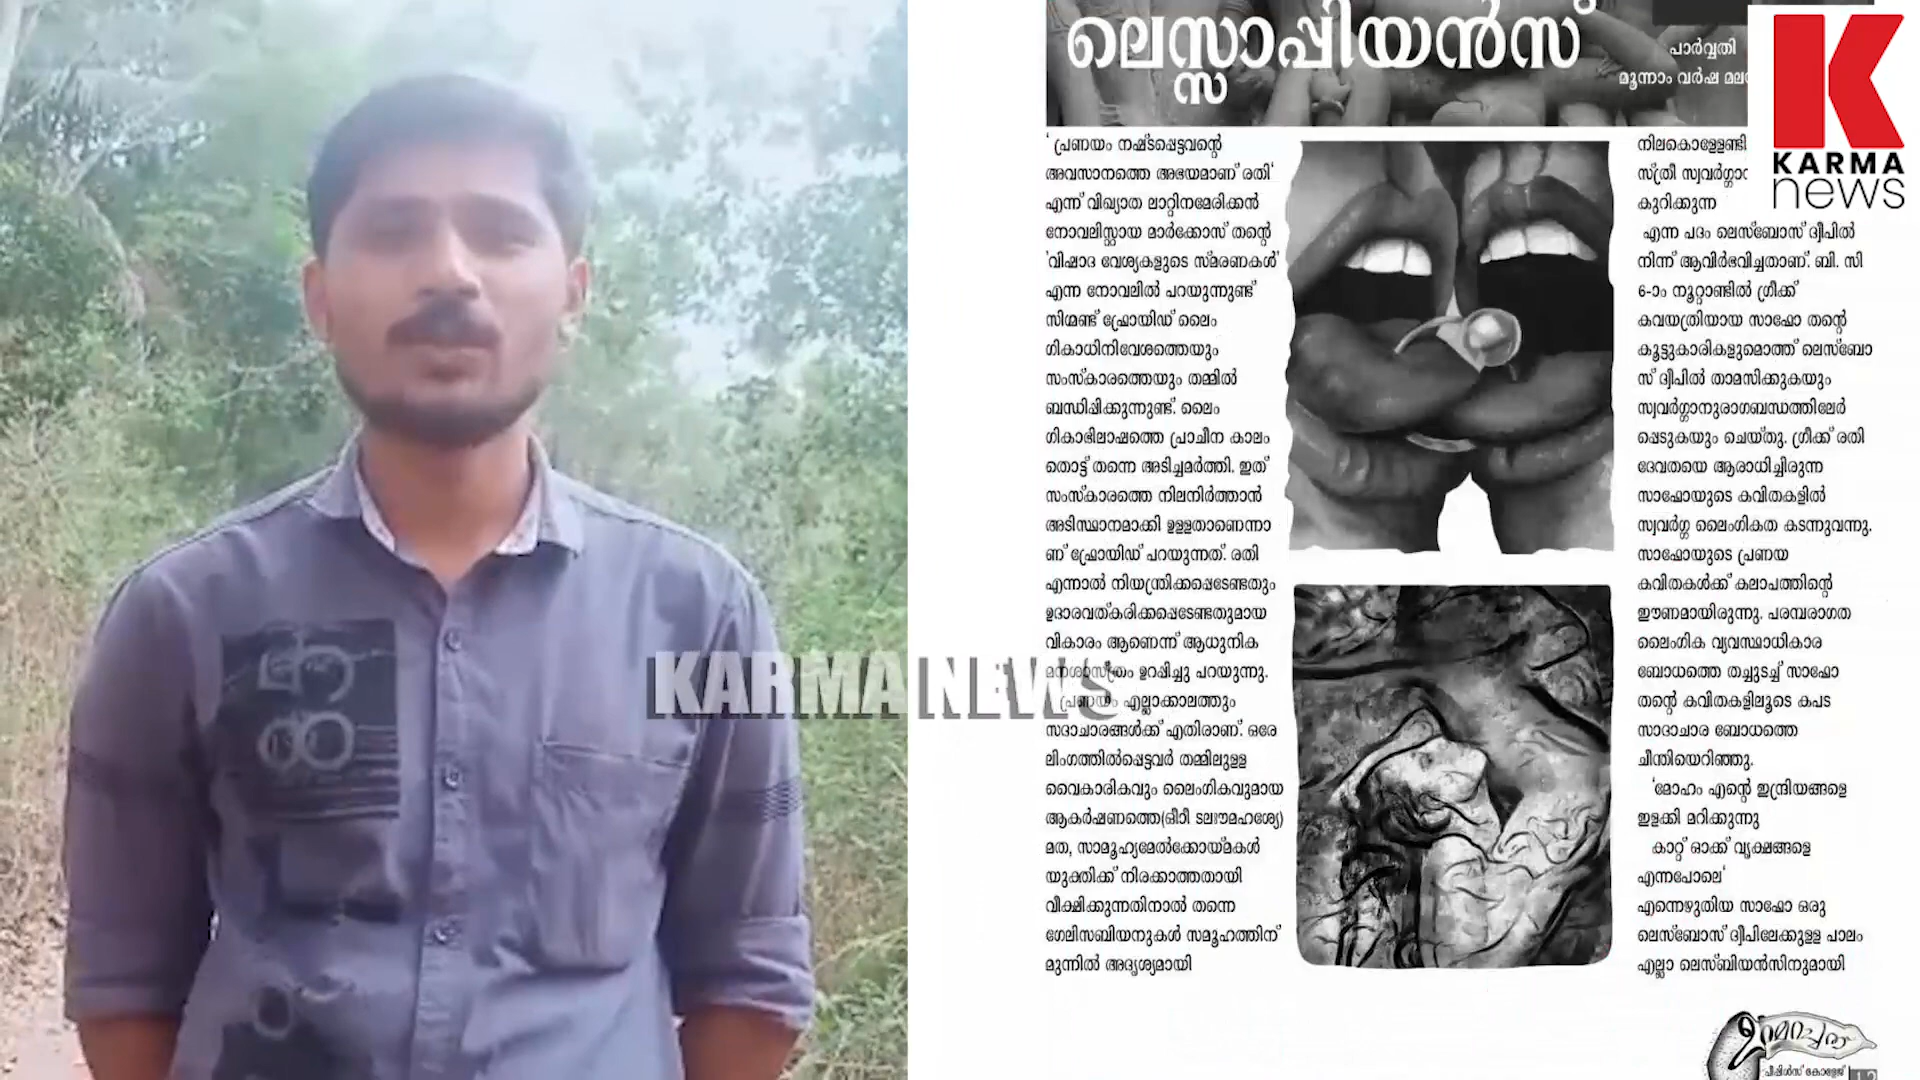 ലെസ്സാപ്പിയൻസ്
പാർവ്വതി
മൂന്നാം വർഷ
KARMA
news
' പ്രണയം നഷ്ടപ്പെട്ടവന്റെ
അവസാനത്തെ അഭയമാണ് രതി'
എന്ന് വിഖ്യാത ലാറ്റിനമേരിക്കൻ
നോവലിസ്റ്റായ മാർക്കോസ് തന്റെ
'വിഷാദ വേശ്യകളുടെ സ്മരണകൾ'
എന്ന നോവലിൽ പറയുന്നുണ്ട്
സിഗ്മണ്ട് ഫ്രോയിഡ് ലൈം
ഗികാധിനിവേശത്തെയും
സംസ്കാരത്തെയും തമ്മിൽ
ബന്ധിപ്പിക്കുന്നുണ്ട്. ലൈം
ഗികാഭിലാഷത്തെ പ്രാചീന കാലം
തൊട്ട് തന്നെ അടിച്ചമർത്തി. ഇത്
സംസ്കാരത്തെ നിലനിർത്താൻ
അടിസ്ഥാനമാക്കി ഉള്ളതാണെന്നാ
ണ് ഫ്രോയിഡ് പറയുന്നത്. രതി
എന്നാൽ നിയന്ത്രിക്കപ്പെടേണ്ടതും
ഉദാരവത്കരിക്കപ്പെടേണ്ടതുമായ
വികാരം ആണെന്ന് ആധുനിക
മനശാസ്ത്രം ഉറപ്പിച്ചു പറയുന്നു.
പ്രണയം എല്ലാക്കാലത്തും
സദാചാരങ്ങൾക്ക് എതിരാണ്. ഒരേ
ലിംഗത്തിൽപ്പെട്ടവർ തമ്മിലുള്ള
വൈകാരികവും ലൈംഗികവുമായ
ആകർഷണത്തെ
മത, സാമൂഹ്യമേൽക്കോയ്മകൾ
യുക്തിക്ക് നിരക്കാത്തതായി
വീക്ഷിക്കുന്നതിനാൽ തന്നെ
ഗേലിസബിയനുകൾ സമൂഹത്തിന്
മുന്നിൽ അദൃശ്യമായി
നിലകൊള്ളേണ്ടി
സ്ത്രീ
കുറിക്കുന്ന
എന്ന പദം ലെസ്ബോസ് ദ്വീപിൽ
നിന്ന് ആവിർഭവിച്ചതാണ്. ബി. സി
6-ാം നൂറ്റാണ്ടിൽ ഗ്രീക്ക്
കവയത്രിയായ സാഫോ തന്റെ
കൂട്ടുകാരികളുമൊത്ത് ലെസ്ബോ
സ് ദ്വീപിൽ താമസിക്കുകയും
സ്വവർഗ്ഗാനുരാഗബന്ധത്തിലേർ
പ്പെടുകയും ചെയ്തു. ഗ്രീക്ക് രതി
ദേവതയെ ആരാധിച്ചിരുന്ന
സാഫോയുടെ കവിതകളിൽ
സ്വവർഗ്ഗ ലൈംഗികത കടന്നുവന്നു.
സാഫോയുടെ പ്രണയ
കവിതകൾക്ക് കലാപത്തിന്റെ
ഈണമായിരുന്നു. പരമ്പരാഗത
ലൈംഗിക വ്യവസ്ഥാധികാര
ബോധത്തെ തച്ചുടച്ച് സാഫോ
തന്റെ കവിതകളിലൂടെ കപട
സാദാചാര ബോധത്തെ
ചീന്തിയെറിഞ്ഞു.
'മോഹം എന്റെ ഇന്ദ്രിയങ്ങളെ
ഇളക്കി മറിക്കുന്നു
കാറ്റ് ഓക്ക് വൃക്ഷങ്ങളെ
എന്നപോലെ'
എന്നെഴുതിയ സാഫോ ഒരു
ലെസ്ബോസ് ദ്വീപിലേക്കുള്ള പാലം
എല്ലാ ലെസ്ബിയൻസിനുമായി
KARMA NEWS
85